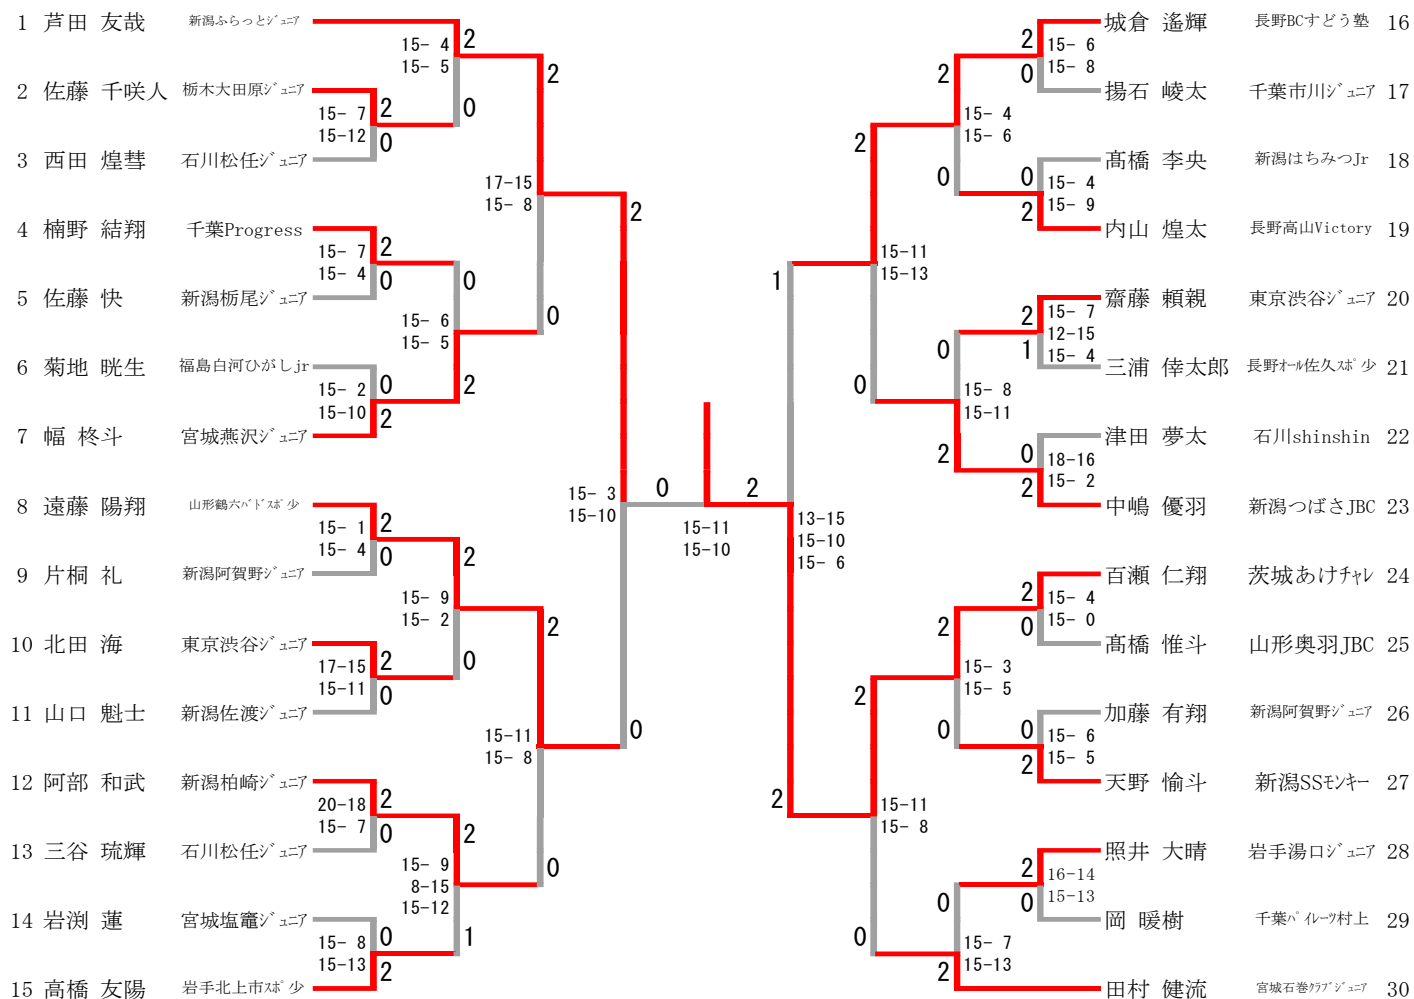 1 芦田 友哉 新潟ふらっとジュニア
2 佐藤 千咲人 栃木大田原ジュニア
3 西田 煌彗 石川松任ジュニア
4 楠野 結翔 千葉Progress
5 佐藤 快 新潟栃尾ジュニア
6 菊地 晄生 福島白河ひがしjr
7 幅 柊斗 宮城燕沢ジュニア
8 遠藤 陽翔 山形鶴六バドスポ少
9 片桐 礼 新潟阿賀野ジュニア
10 北田 海 東京渋谷ジュニア
11 山口 魁士 新潟佐渡ジュニア
12 阿部 和武 新潟柏崎ジュニア
13 三谷 琉輝 石川松任ジュニア
14 岩渕 蓮 宮城塩竈ジュニア
15 高橋 友陽 岩手北上市スポ少
15- 7 2
15-12 0
15- 7 2
15- 4 0
15- 2 0
15-10 2
15- 1 2
15- 4 0
17-15 2
15-11 0
20-18 2
15- 7 0
15- 8 0
15-13 2
15- 4 2
15- 5 0
15- 6 0
15- 5 2
15- 9 2
15- 2 0
15- 9 2
8-15
15-12 1
17-15 2
15- 8 0
15-11 2
15- 8 0
15- 3 2
15-10 0
0 2
15-11
15-10
13-15 1
15-10
15- 6 2
15-11 2
15-13 0
15-11 2
15- 8 0
15- 4 2
15- 6 0
15- 8 0
15-11 2
15- 3 2
15- 5 0
15- 7 0
15-13 2
15- 6 2
15- 8 0
15- 4 0
15- 9 2
15- 7 2
12-15
15- 4 1
18-16 0
15- 2 2
15- 4 2
15- 0 0
15- 6 0
15- 5 2
16-14 2
15-13 0
城倉 遙輝 長野BCすどう塾 16
揚石 崚太 千葉市川ジュニア 17
髙橋 李央 新潟はちみつJr 18
内山 煌太 長野高山Victory 19
齋藤 頼親 東京渋谷ジュニア 20
三浦 倖太郎 長野オール佐久スポ少 21
津田 夢太 石川shinshin 22
中嶋 優羽 新潟つばさJBC 23
百瀬 仁翔 茨城あけチャレ 24
髙橋 惟斗 山形奥羽JBC 25
加藤 有翔 新潟阿賀野ジュニア 26
天野 愉斗 新潟SSモンキー 27
照井 大晴 岩手湯口ジュニア 28
岡 暖樹 千葉パイレーツ村上 29
田村 健流 宮城石巻クラブジュニア 30